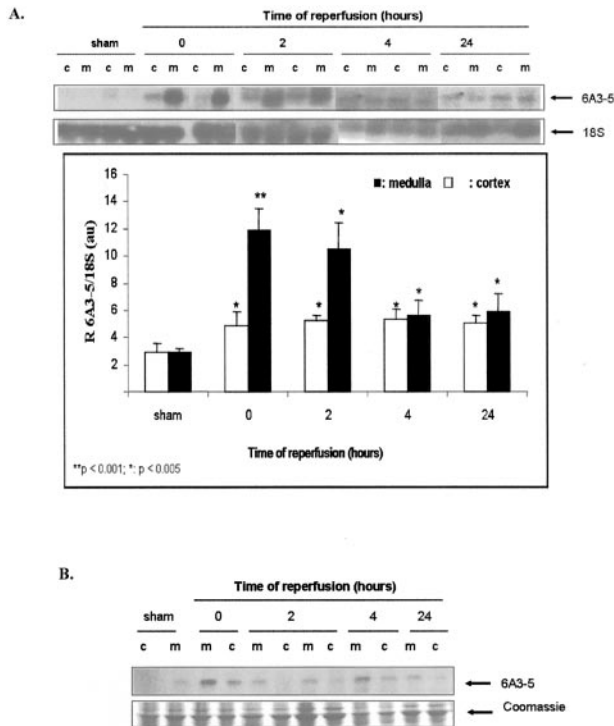 A.
Time of reperfusion (hours)
sham 0 2 4 24
c m c m c m c m c m c m c m c m c m c m
6A3-5
18S
R 6A3-5/18S (au)
16
14
12
10
8
6
4
2
■: medulla □ : cortex
* ** * * * * * *
sham 0 2 4 24
Time of reperfusion (hours)
**p < 0.001; *: p < 0.005
B.
Time of reperfusion (hours)
sham 0 2 4 24
c m m c m c m c m c m c
6A3-5
Coomassie